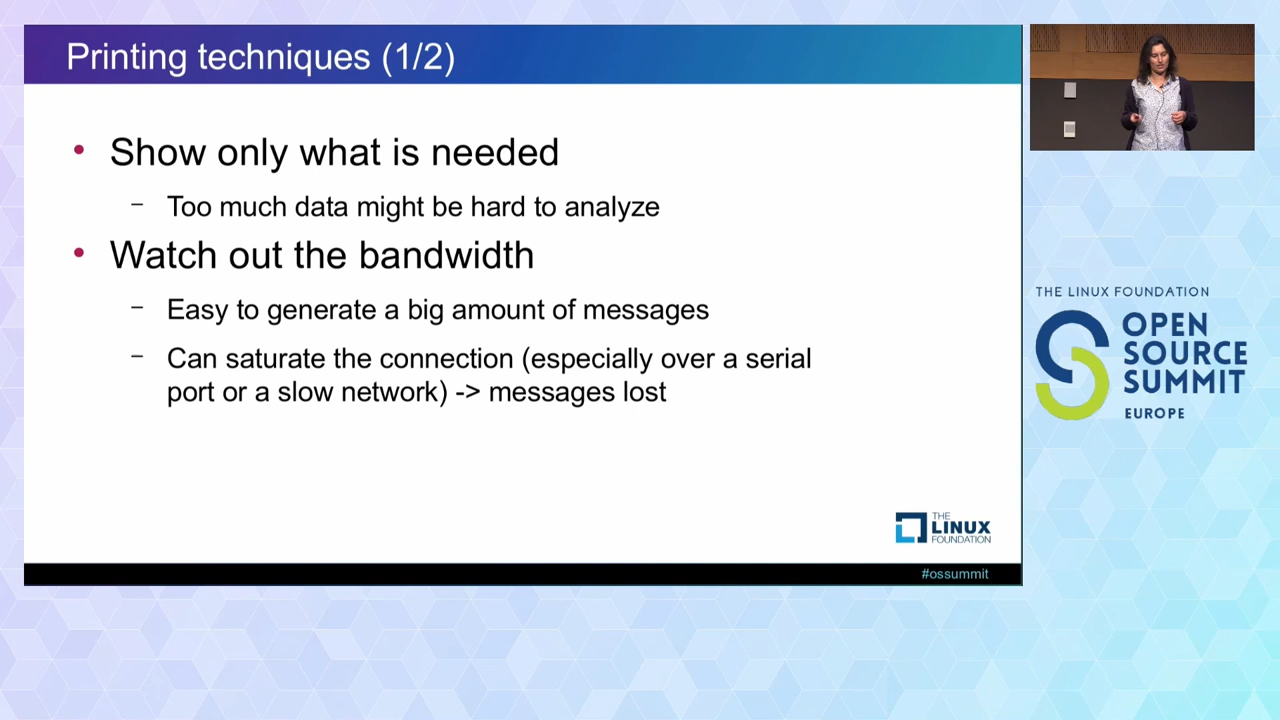 Printing techniques (1/2)
• Show only what is needed
– Too much data might be hard to analyze
• Watch out the bandwidth
– Easy to generate a big amount of messages
– Can saturate the connection (especially over a serial
port or a slow network) -> messages lost
THE
LINUX
FOUNDATION
#ossummit
THE LINUX FOUNDATION
OPEN
SOURCE
SUMMIT
EUROPE